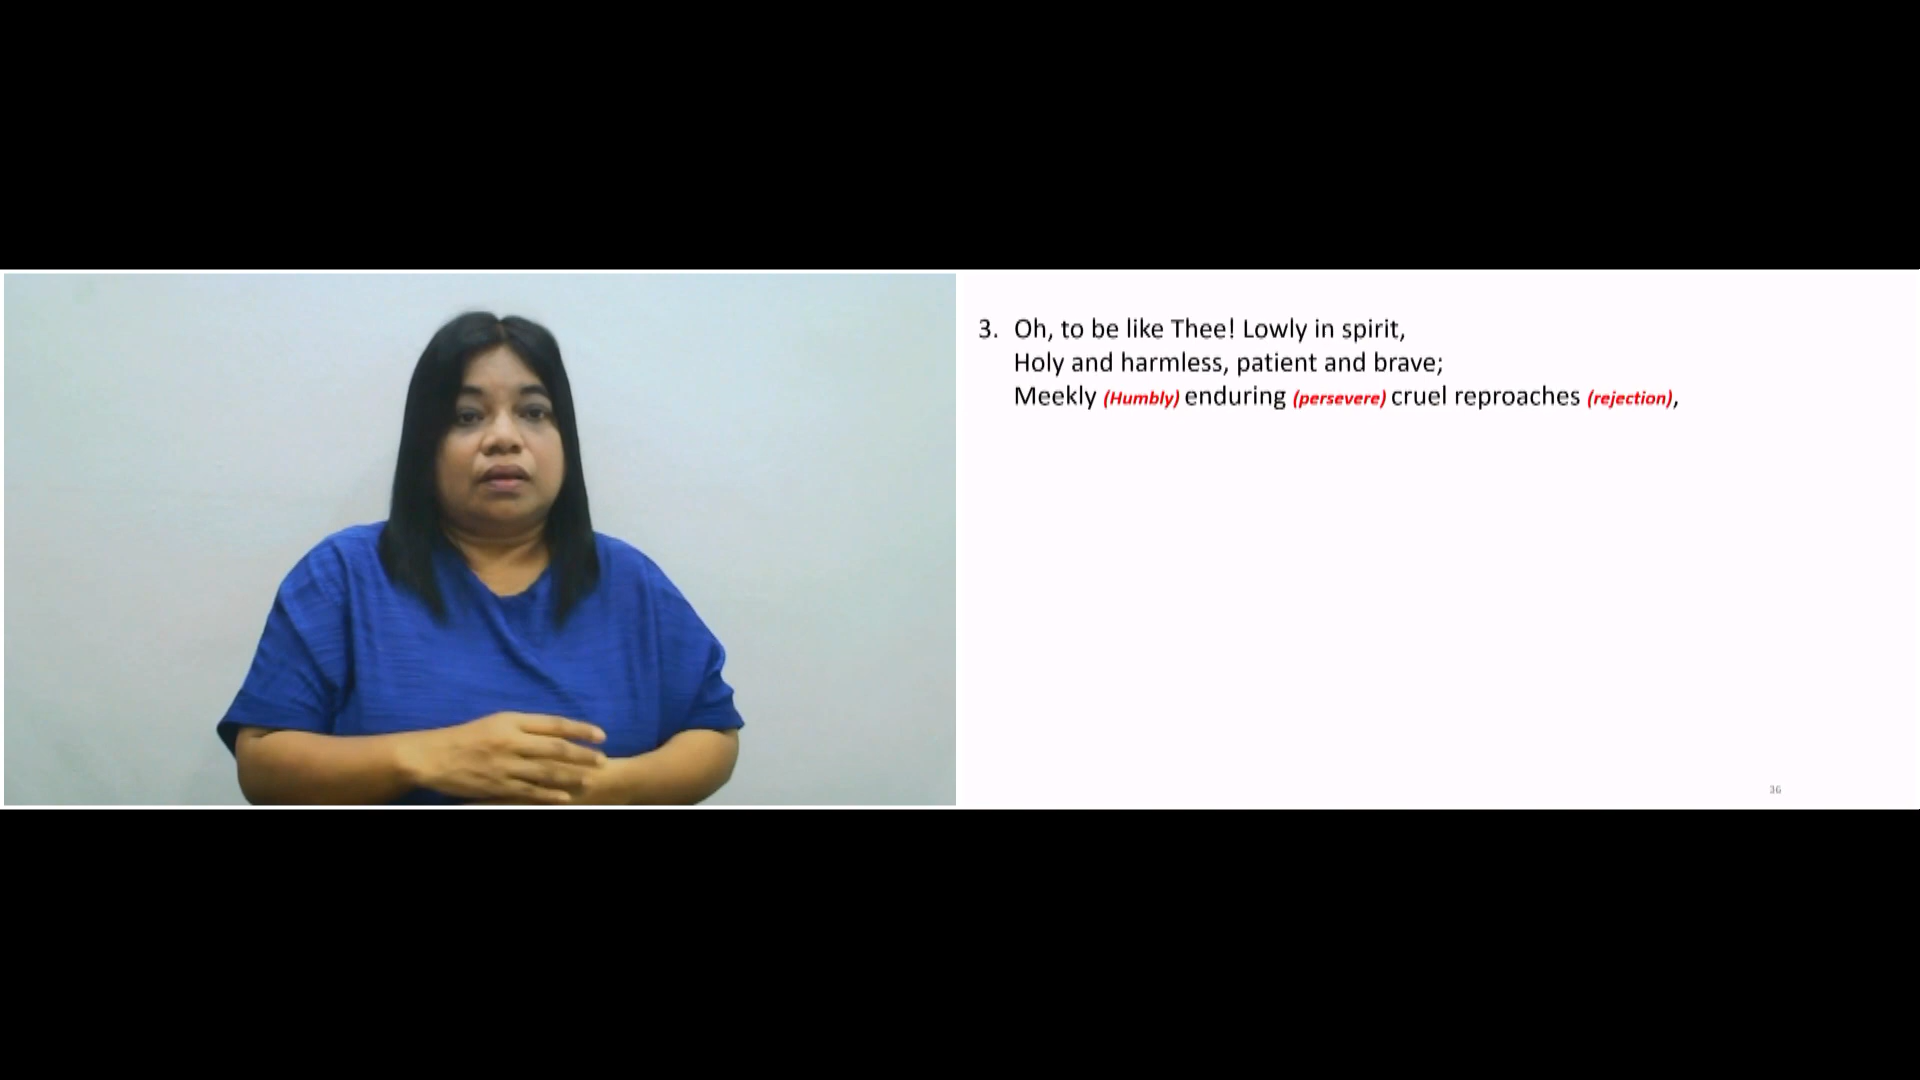 3. Oh, to be like Thee! Lowly in spirit,
Holy and harmless, patient and brave;
Meekly (Humbly) enduring (persevere) cruel reproaches (rejection),
36